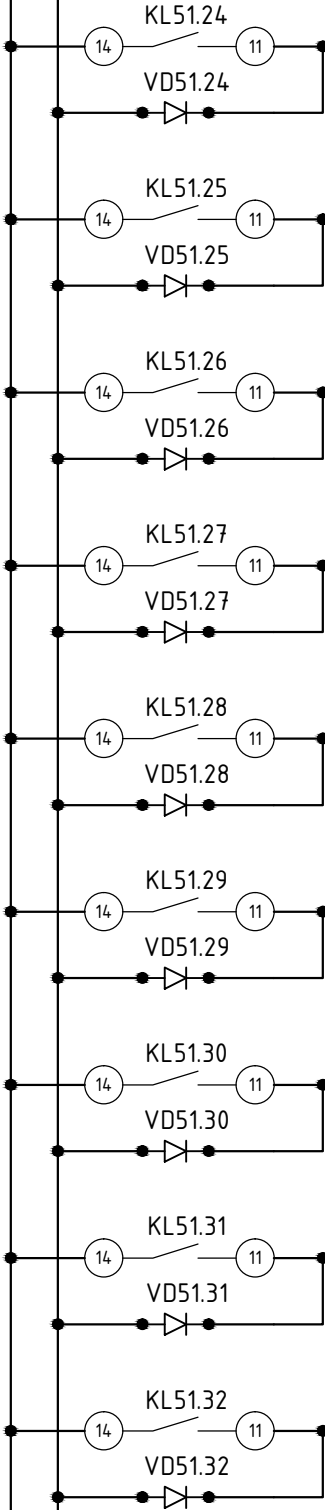 KL51.24
14 11
VD51.24
KL51.25
14 11
VD51.25
KL51.26
14 11
VD51.26
KL51.27
14 11
VD51.27
KL51.28
14 11
VD51.28
KL51.29
14 11
VD51.29
KL51.30
14 11
VD51.30
KL51.31
14 11
VD51.31
KL51.32
14 11
VD51.32